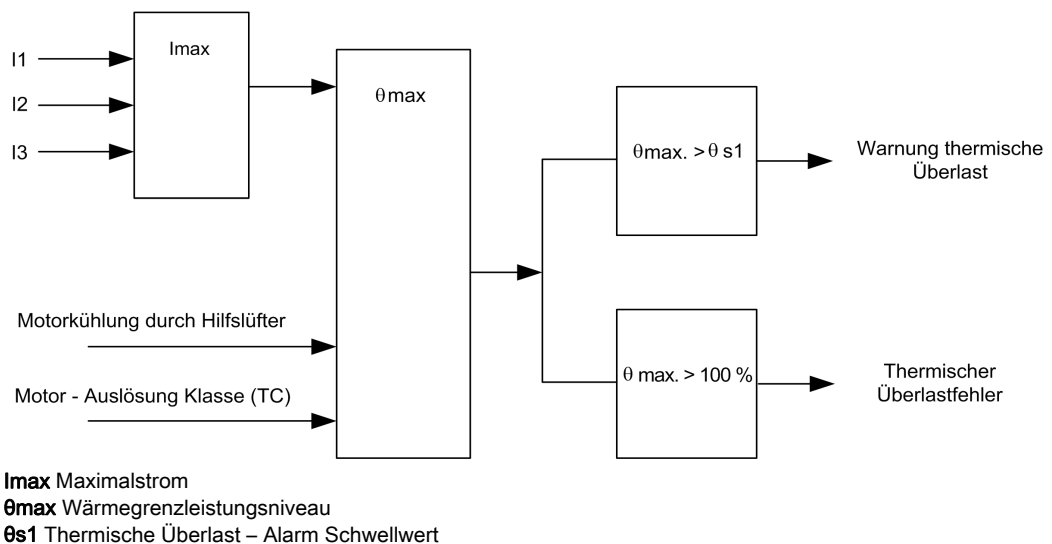 I1
I2
I3
Imax
θmax
Motorkühlung durch Hilfslüfter
Motor - Auslösung Klasse (TC)
θmax. > θ s1
Warnung thermische
Überlast
θ max. > 100 %
Thermischer
Überlastfehler
Imax Maximalstrom
θmax Wärmegrenzleistungsniveau
θs1 Thermische Überlast – Alarm Schwellwert